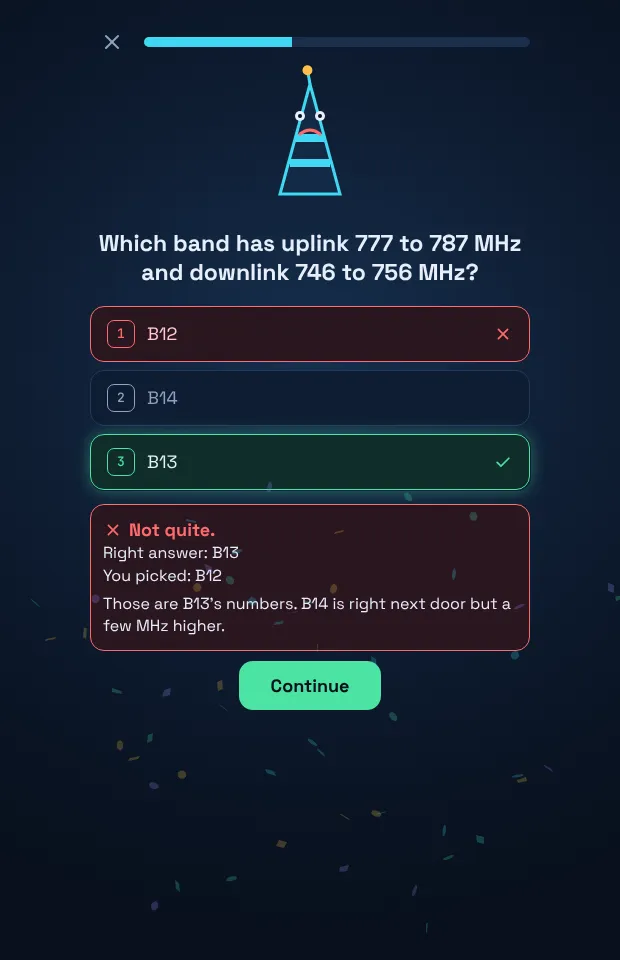 Which band has uplink 777 to 787 MHz
and downlink 746 to 756 MHz?
1 B12
2 B14
3 B13
Not quite.
Right answer: B13
You picked: B12
Those are B13's numbers. B14 is right next door but a
few MHz higher.
Continue